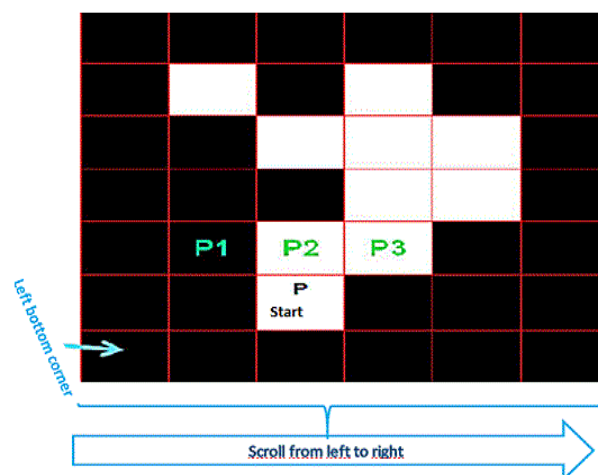 P1 P2 P3
P
Start
Left bottom corner
Scroll from left to right